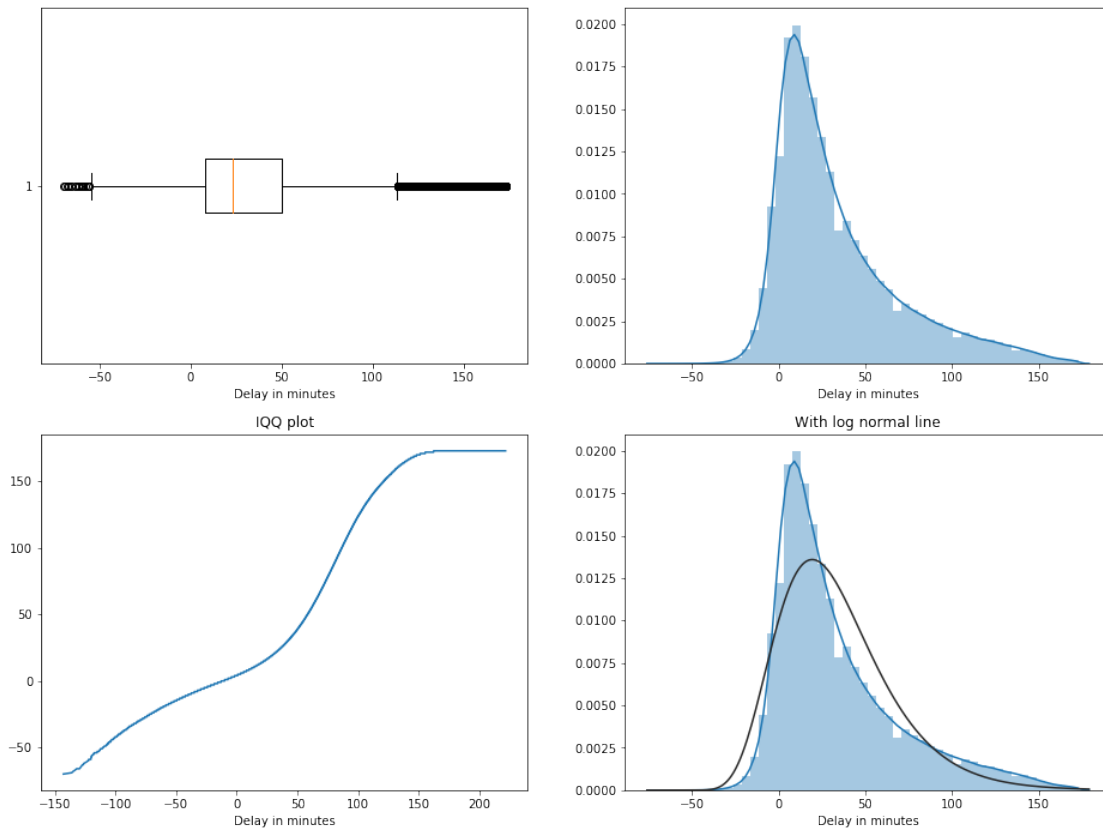 1
−50 0 50 100 150
Delay in minutes
0.0200
0.0175
0.0150
0.0125
0.0100
0.0075
0.0050
0.0025
0.0000
−50 0 50 100 150
Delay in minutes
IQQ plot
150
100
50
0
−50
−150 −100 −50 0 50 100 150 200
Delay in minutes
With log normal line
0.0200
0.0175
0.0150
0.0125
0.0100
0.0075
0.0050
0.0025
0.0000
−50 0 50 100 150
Delay in minutes